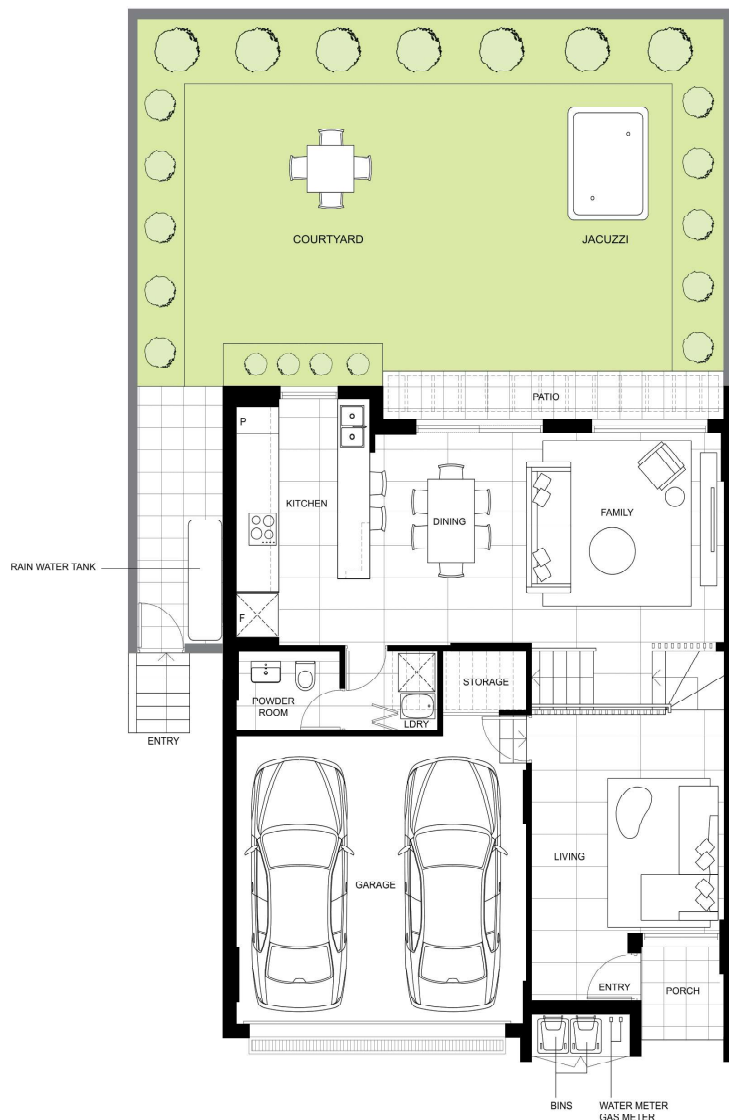 COURTYARD
JACUZZI
PATIO
P
KITCHEN
DINING
FAMILY
RAIN WATER TANK
F
STORAGE
POWDER
ROOM
LDRY
ENTRY
LIVING
GARAGE
ENTRY
PORCH
BINS
WATER METER
GAS METER